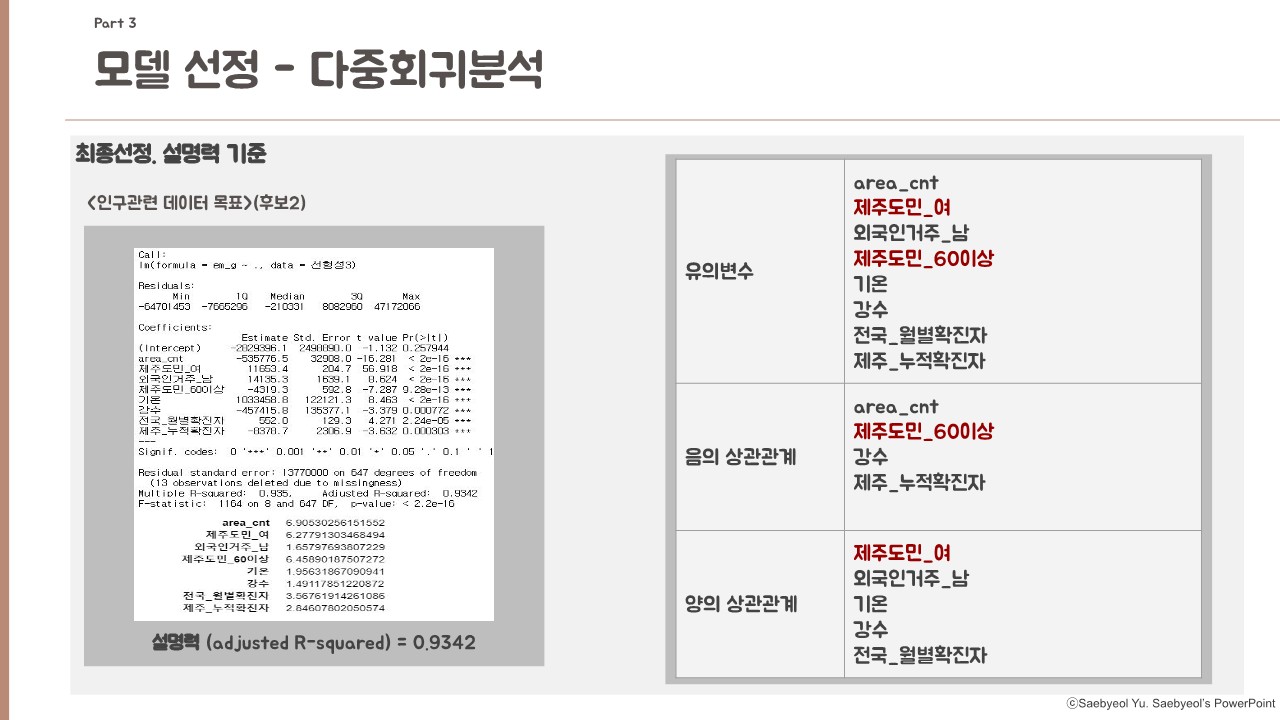 Part 3
모델 선정 - 다중회귀분석
최종선정. 설명력 기준
<인구관련 데이터 목표>(후보2)
Call:
lm(formula = em_g ~ ., data = 선형성3)
Residuals:
Min 1Q Median 3Q Max
-64701453 -7665296 -210331 8082960 47172066
Coefficients:
Estimate Std. Error t value Pr(>|t|)
(Intercept) -2829396.1 2498890.0 -1.132 0.257944
area_cnt -535776.5 32908.0 -16.281 < 2e-16 ***
제주도민_여 11653.4 204.7 56.918 < 2e-16 ***
외국인거주_남 14135.3 1639.1 8.624 < 2e-16 ***
제주도민_60이상 -4319.3 592.8 -7.287 9.28e-13 ***
기온 1033458.8 122121.3 8.463 < 2e-16 ***
강수 -457415.8 135377.1 -3.379 0.000772 ***
전국_월별확진자 552.0 129.3 4.271 2.24e-05 ***
제주_누적확진자 -8378.7 2306.9 -3.632 0.000303 ***
---
Signif. codes: 0 '***' 0.001 '**' 0.01 '*' 0.05 '.' 0.1 ' ' 1
Residual standard error: 13770000 on 647 degrees of freedom
(13 observations deleted due to missingness)
Multiple R-squared: 0.935, Adjusted R-squared: 0.9342
F-statistic: 1164 on 8 and 647 DF, p-value: < 2.2e-16
area_cnt 6.90530256151552
제주도민_여 6.27791303468494
외국인거주_남 1.65797693807229
제주도민_60이상 6.45890187507272
기온 1.95631867090941
강수 1.49117851220872
전국_월별확진자 3.56761914261086
제주_누적확진자 2.84607802050574
설명력 (adjusted R-squared) = 0.9342
유의변수
area_cnt
제주도민_여
외국인거주_남
제주도민_60이상
기온
강수
전국_월별확진자
제주_누적확진자
음의 상관관계
area_cnt
제주도민_60이상
강수
제주_누적확진자
양의 상관관계
제주도민_여
외국인거주_남
기온
강수
전국_월별확진자
ⓒSaebyeol Yu. Saebyeol's PowerPoint